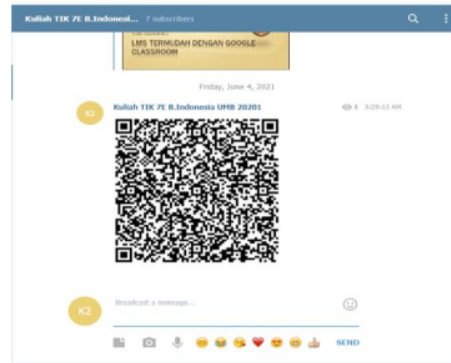 Kuliah TIK 7E B.Indonesi... 7 subscribers
LMS TERMUDAH DENGAN GOOGLE
CLASSROOM
Friday, June 4, 2021
K2
Kuliah TIK 7E B.Indonesia UMB 20201
5:29:13 AM
K2
Broadcast a message...
SEND